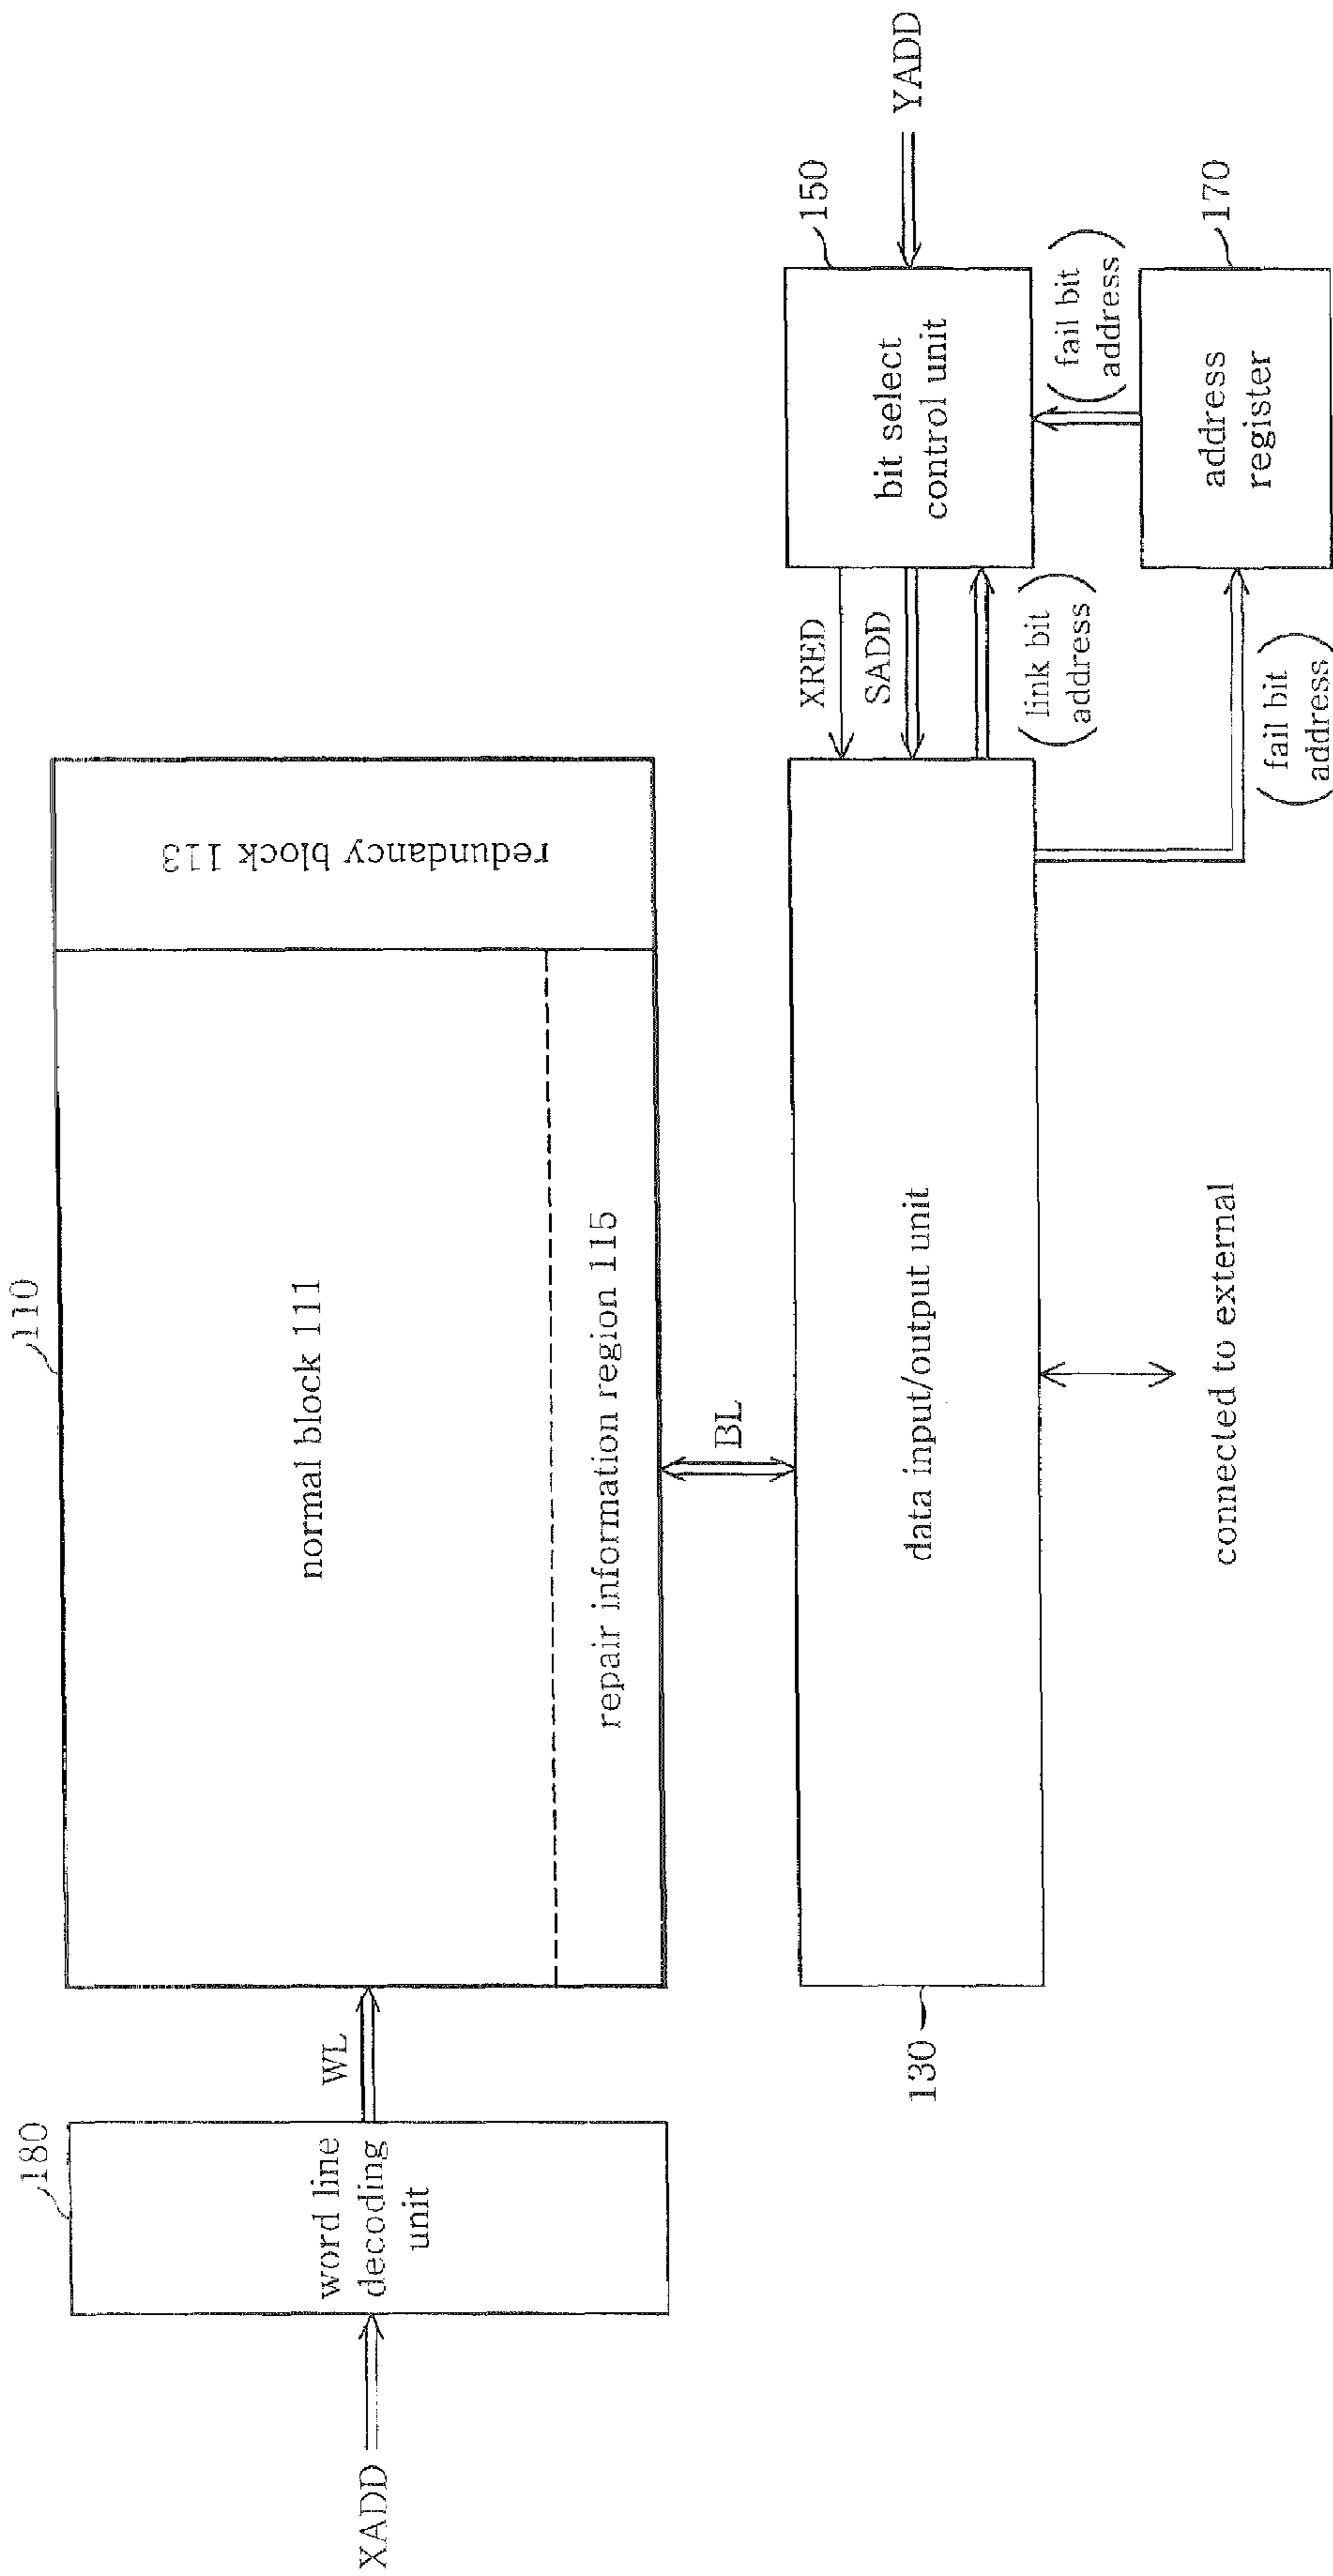 110
180
XADD
word line
decoding
unit
WL
normal block 111
repair information region 115
redundancy block 113
BL
130
data input/output unit
connected to external
XRED
SADD
(link bit
address)
(fail bit
address)
150
bit select
control unit
YADD
(fail bit
address)
170
address
register